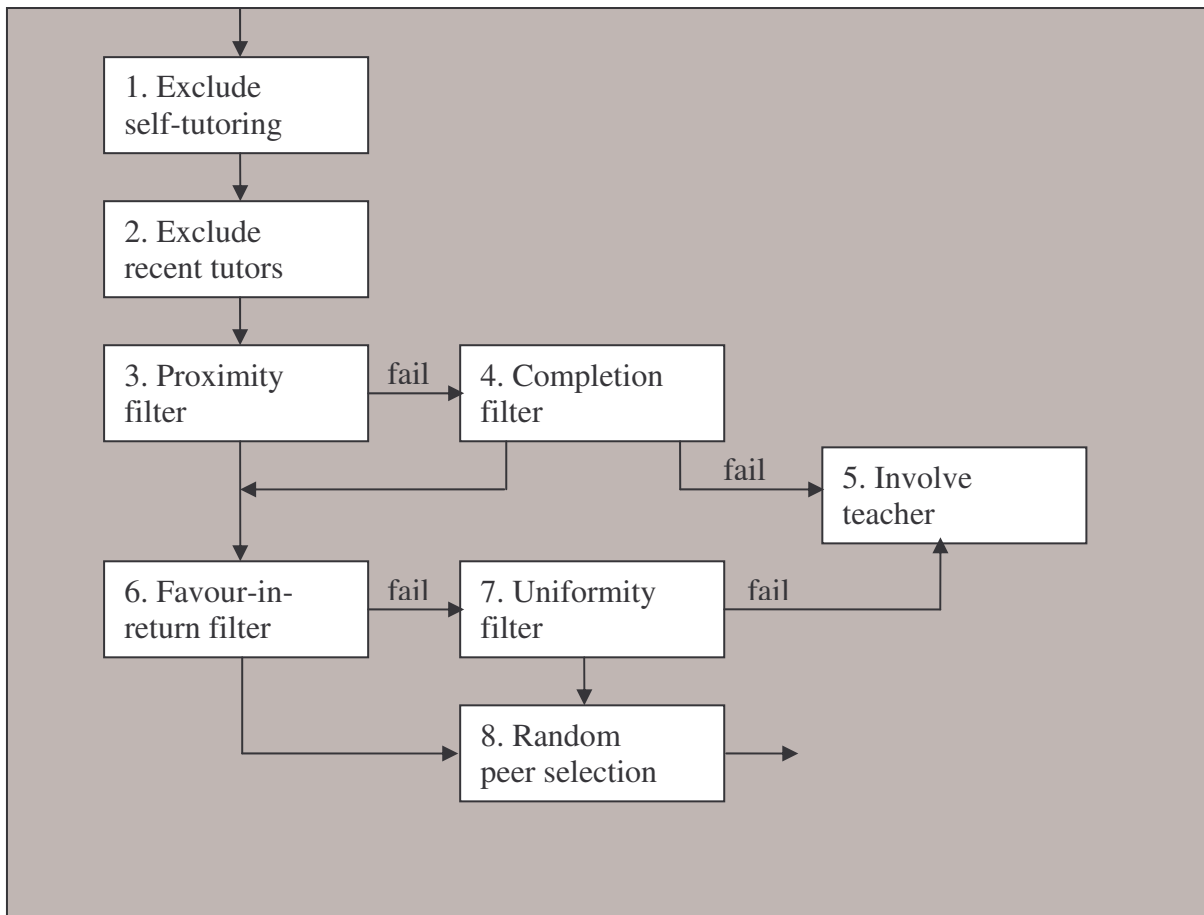 1. Exclude
self-tutoring
2. Exclude
recent tutors
3. Proximity
filter
fail
4. Completion
filter
fail
5. Involve
teacher
6. Favour-in-
return filter
fail
7. Uniformity
filter
fail
8. Random
peer selection